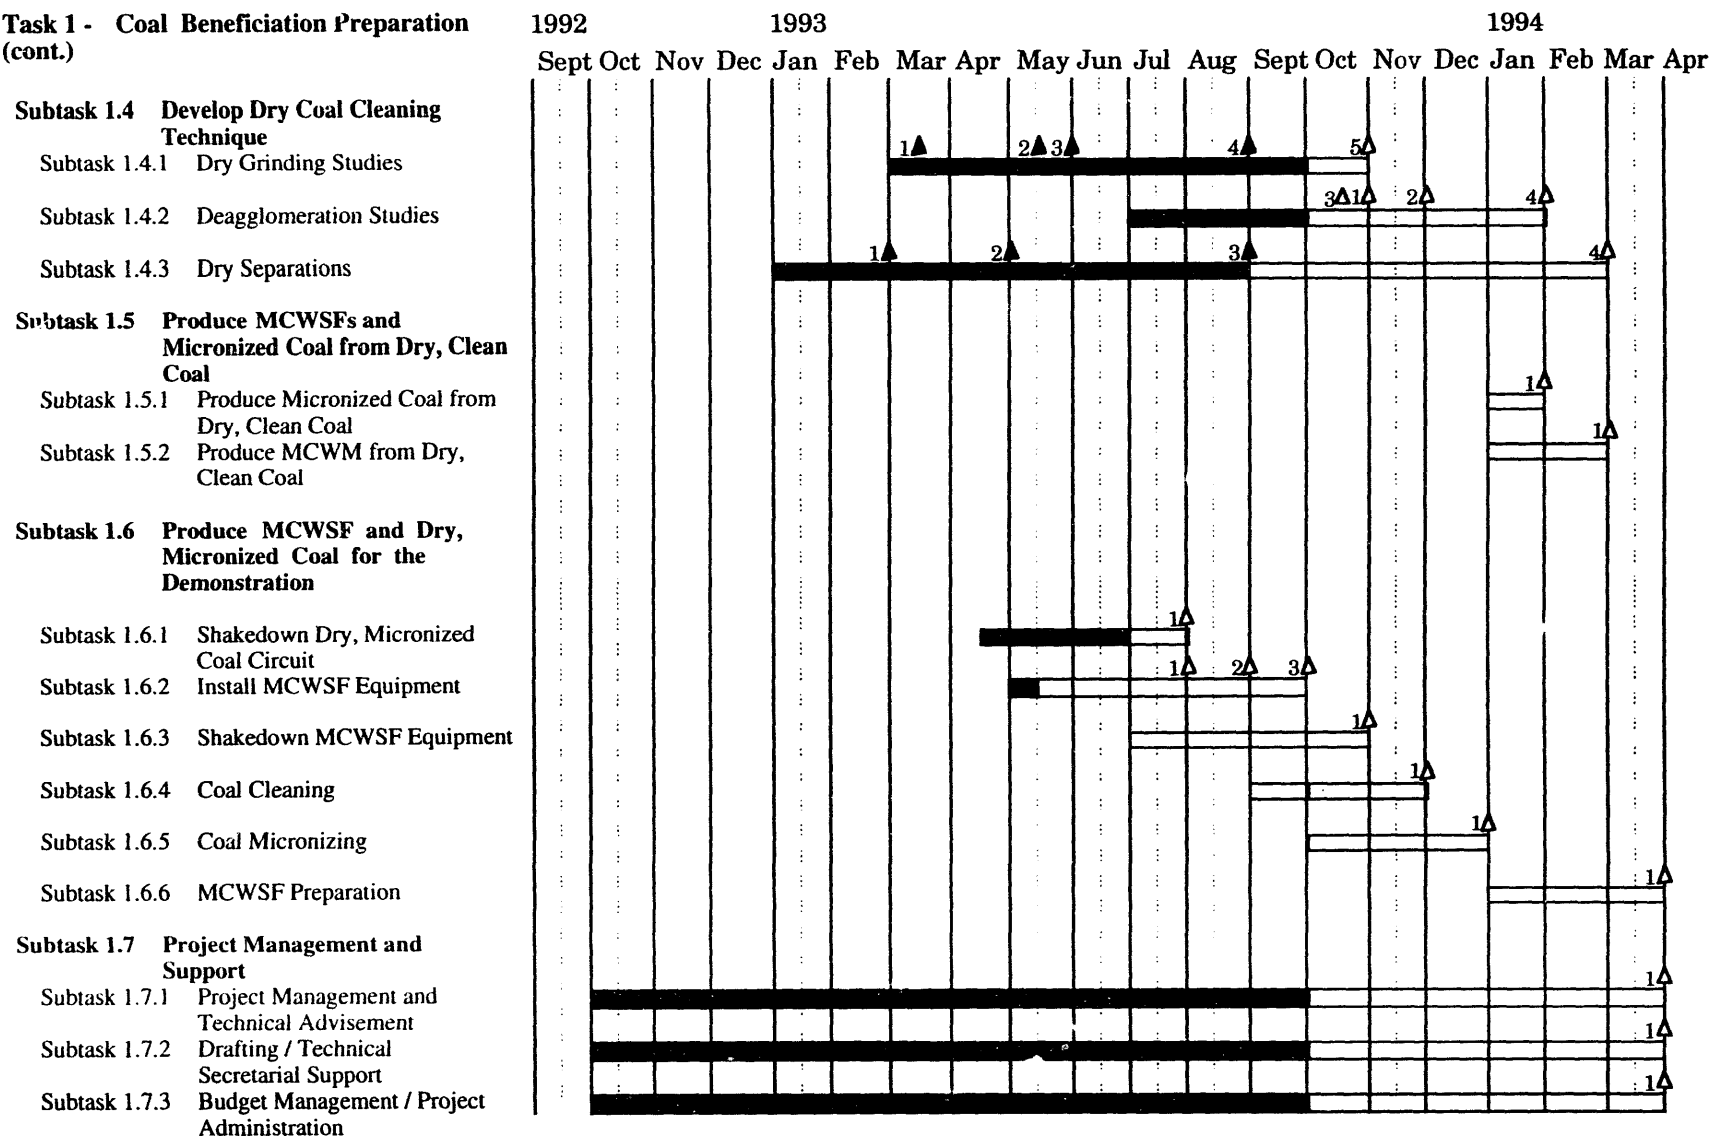 Task 1 - Coal Beneficiation Preparation 1992 1993 1994
(cont.)
Sept Oct Nov Dec Jan Feb Mar Apr May Jun Jul Aug Sept Oct Nov Dec Jan Feb Mar Apr
Subtask 1.4 Develop Dry Coal Cleaning
Technique
1 2 3 4 5
Subtask 1.4.1 Dry Grinding Studies
3 1 2 4
Subtask 1.4.2 Deagglomeration Studies
1 2 3 4
Subtask 1.4.3 Dry Separations
Subtask 1.5 Produce MCWSFs and
Micronized Coal from Dry, Clean
Coal
1
Subtask 1.5.1 Produce Micronized Coal from
Dry, Clean Coal
1
Subtask 1.5.2 Produce MCWM from Dry,
Clean Coal
Subtask 1.6 Produce MCWSF and Dry,
Micronized Coal for the
Demonstration
1
Subtask 1.6.1 Shakedown Dry, Micronized
Coal Circuit
1 2 3
Subtask 1.6.2 Install MCWSF Equipment
1
Subtask 1.6.3 Shakedown MCWSF Equipment
1
Subtask 1.6.4 Coal Cleaning
1
Subtask 1.6.5 Coal Micronizing
1
Subtask 1.6.6 MCWSF Preparation
Subtask 1.7 Project Management and
Support
1
Subtask 1.7.1 Project Management and
Technical Advisement
1
Subtask 1.7.2 Drafting / Technical
Secretarial Support
1
Subtask 1.7.3 Budget Management / Project
Administration